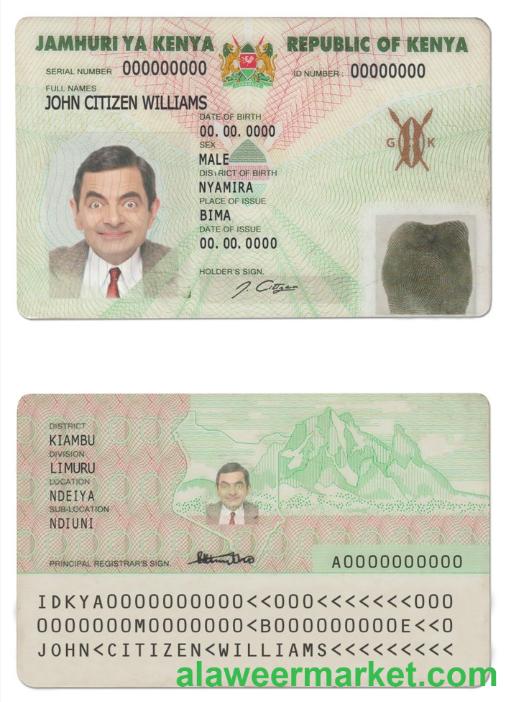 JAMHURI YA KENYA REPUBLIC OF KENYA
SERIAL NUMBER 000000000 ID NUMBER: 00000000
FULL NAMES
JOHN CITIZEN WILLIAMS
DATE OF BIRTH
00. 00. 0000
SEX
MALE
DISTRICT OF BIRTH
NYAMIRA
PLACE OF ISSUE
BIMA
DATE OF ISSUE
00. 00. 0000
HOLDER'S SIGN.
J. Citizen
G K
DISTRICT
KIAMBU
DIVISION
LIMURU
LOCATION
NDEIYA
SUB-LOCATION
NDIUNI
PRINCIPAL REGISTRAR'S SIGN.
A0000000000
IDKYA0000000000<<000<<<<<<<000
0000000M0000000<B000000000E<<0
JOHN<CITIZEN<WILLIAMS<<<<<<<<<
alaweermarket.com